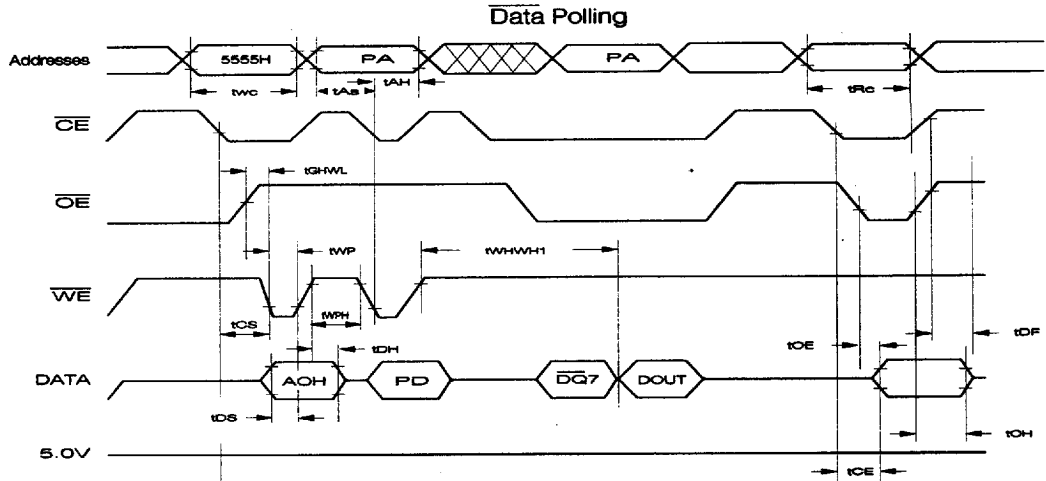 Data Polling
Addresses 5555H PA PA
twc tAs tAH tRc
CE
tGHWL
OE
tWP tWHWH1
WE
tCS tWPH tOE tDF
tDH
DATA AOH PD DQ7 DOUT
tDS tOH
5.0V
tCE